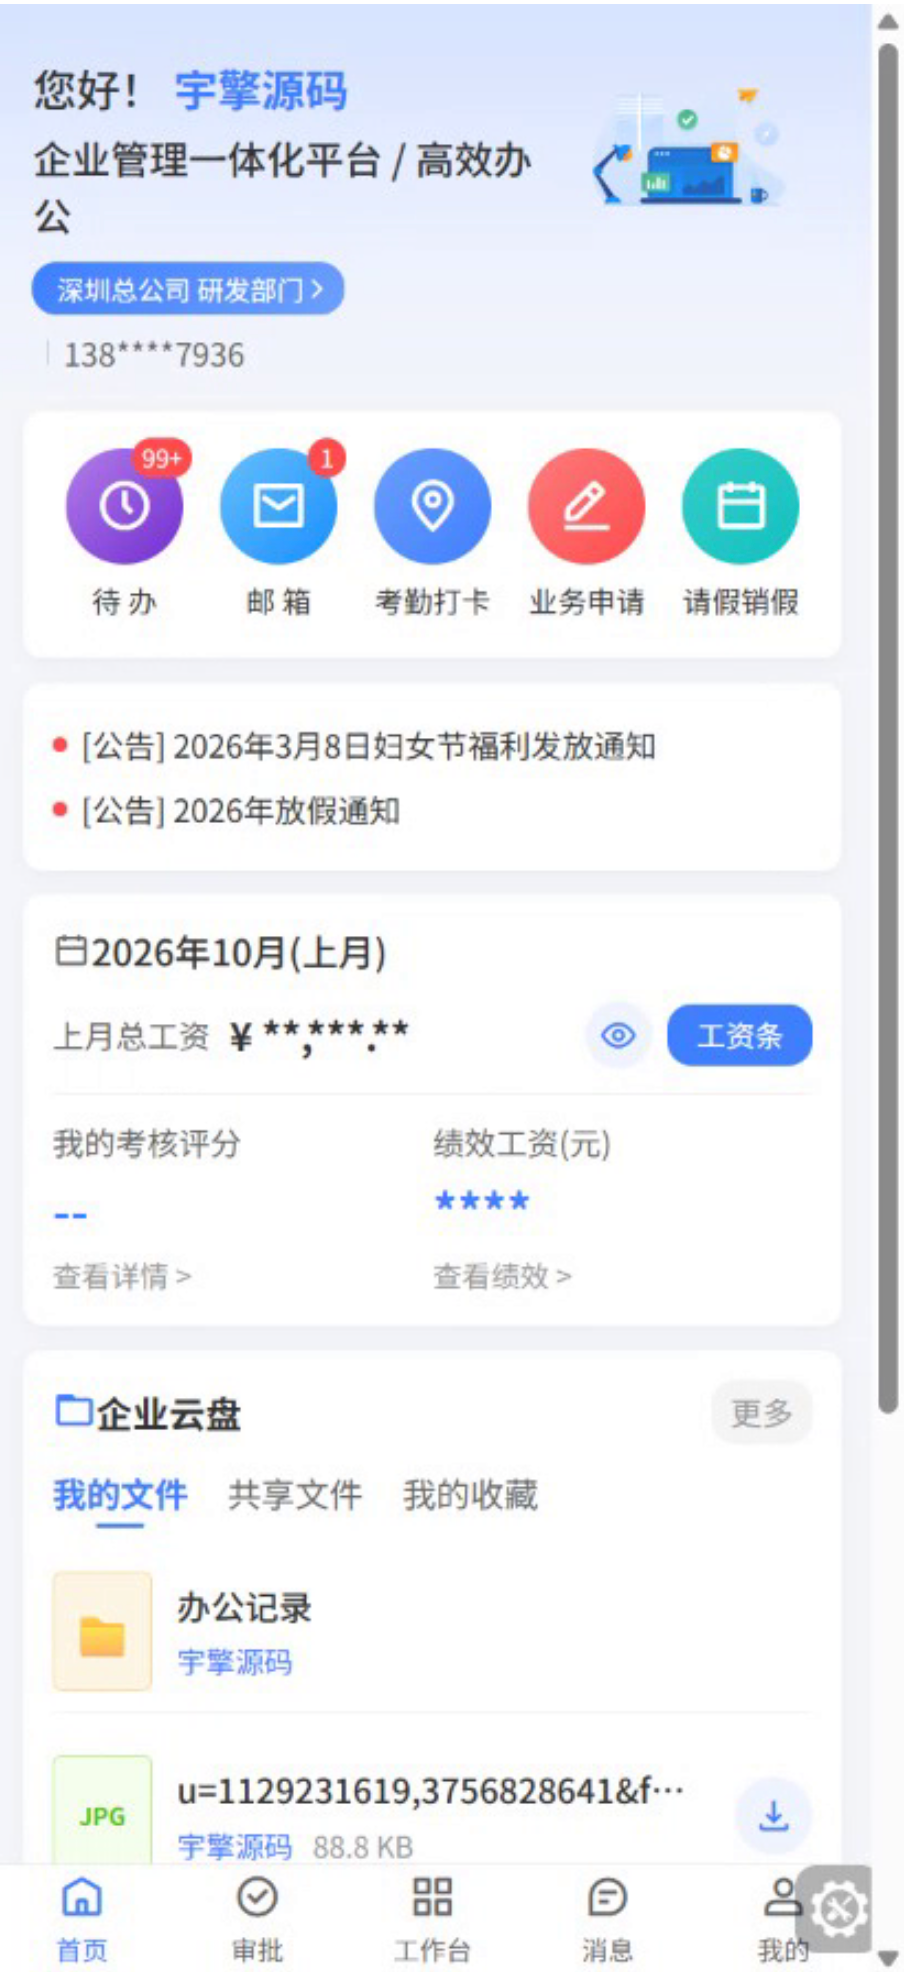 您好！ 宇擎源码
企业管理一体化平台 / 高效办
公
深圳总公司 研发部门 >
138****7936
99+
1
待办
邮箱
考勤打卡
业务申请
请假销假
[公告] 2026年3月8日妇女节福利发放通知
[公告] 2026年放假通知
2026年10月(上月)
上月总工资 ¥ **,***.**
工资条
我的考核评分
绩效工资(元)
--
****
查看详情 >
查看绩效 >
企业云盘
更多
我的文件 共享文件 我的收藏
办公记录
宇擎源码
JPG
u=1129231619,3756828641&f···
宇擎源码 88.8 KB
首页
审批
工作台
消息
我的